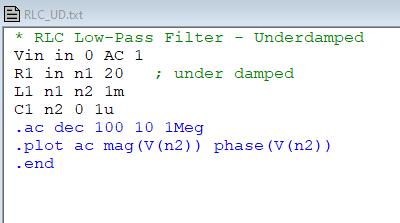 RLC_UD.txt
* RLC Low-Pass Filter - Underdamped
Vin in 0 AC 1
R1 in n1 20   ; under damped
L1 n1 n2 1m
C1 n2 0 1u
.ac dec 100 10 1Meg
.plot ac mag(V(n2)) phase(V(n2))
.end